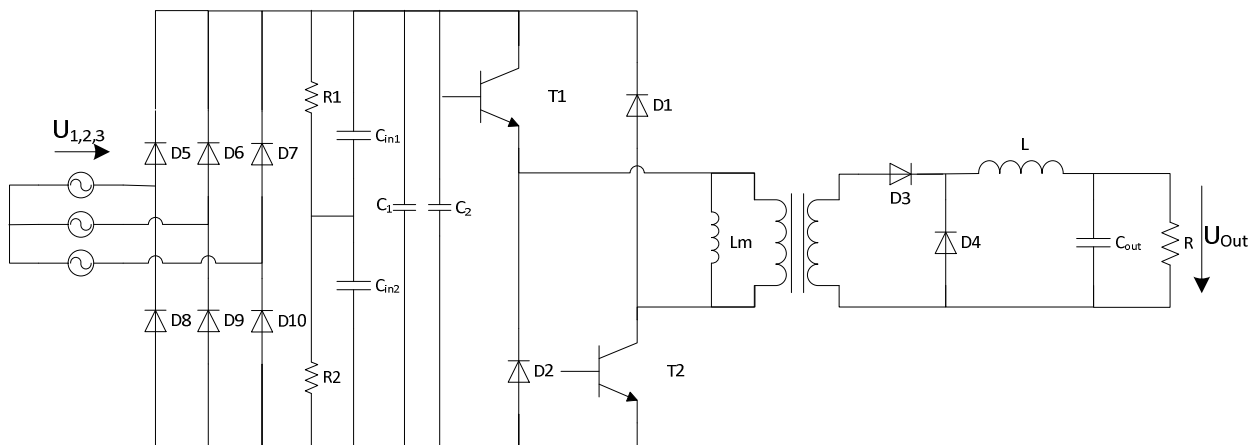 U1,2,3
D5
D6
D7
D8
D9
D10
R1
R2
Cin1
Cin2
C1
C2
T1
D1
D2
T2
Lm
D3
D4
L
Cout
R
UOut